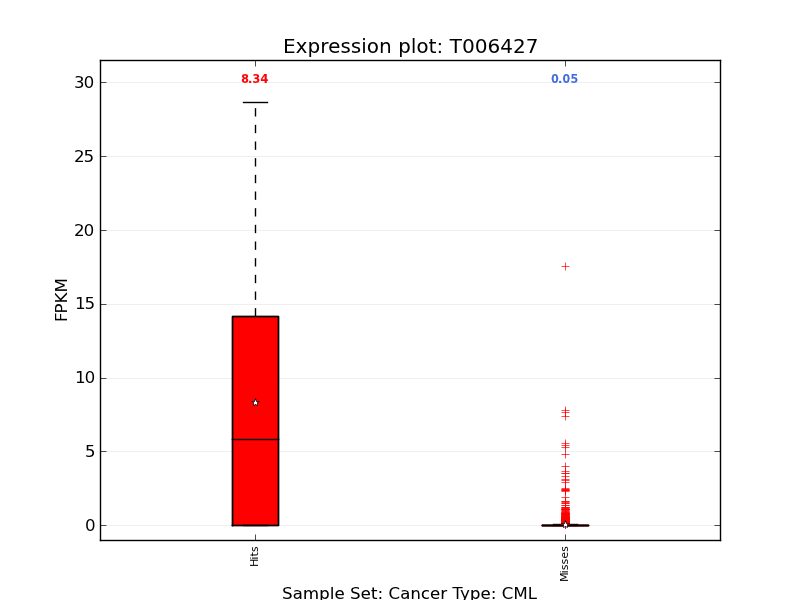 Expression plot: T006427
8.34
0.05
30
25
20
15
10
5
0
FPKM
Hits
Misses
Sample Set: Cancer Type: CML